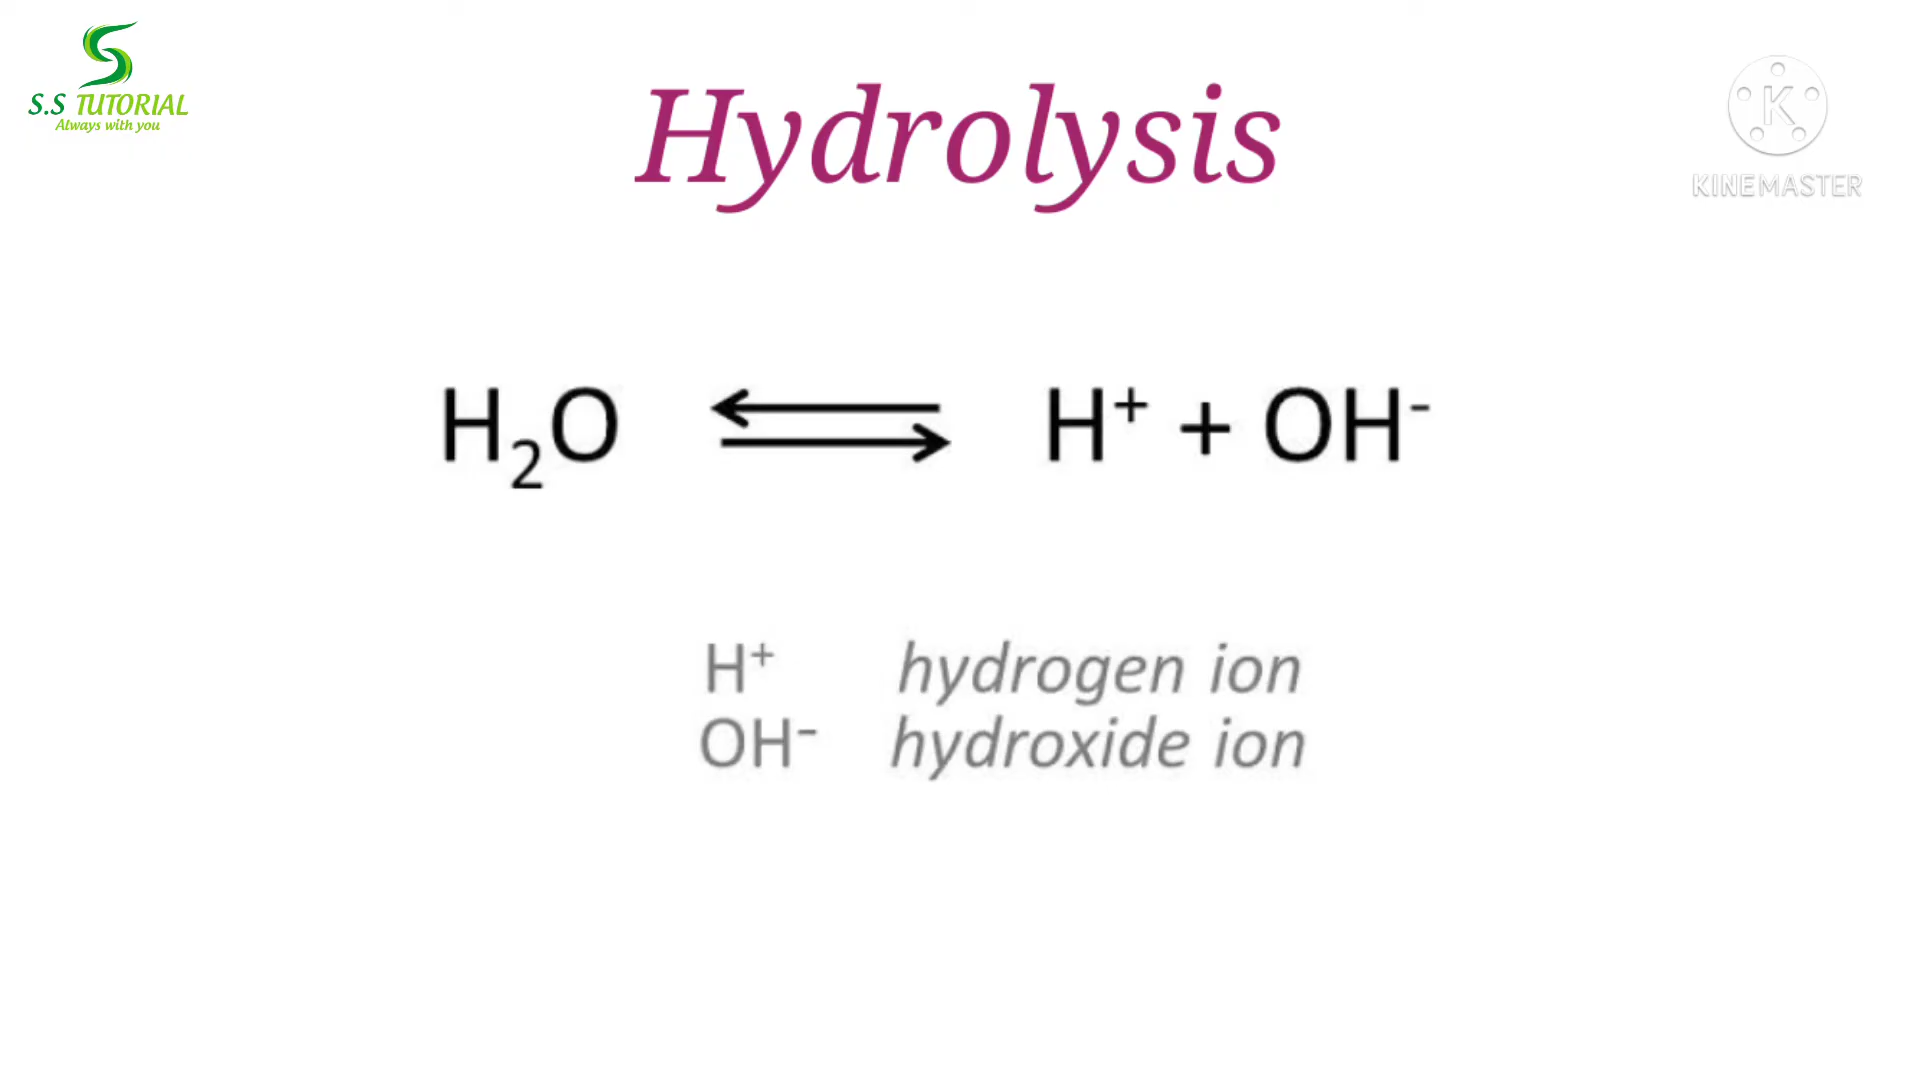 S.S TUTORIAL
Always with you
Hydrolysis
KINEMASTER
H₂O ⇄ H⁺ + OH⁻
H⁺ hydrogen ion
OH⁻ hydroxide ion